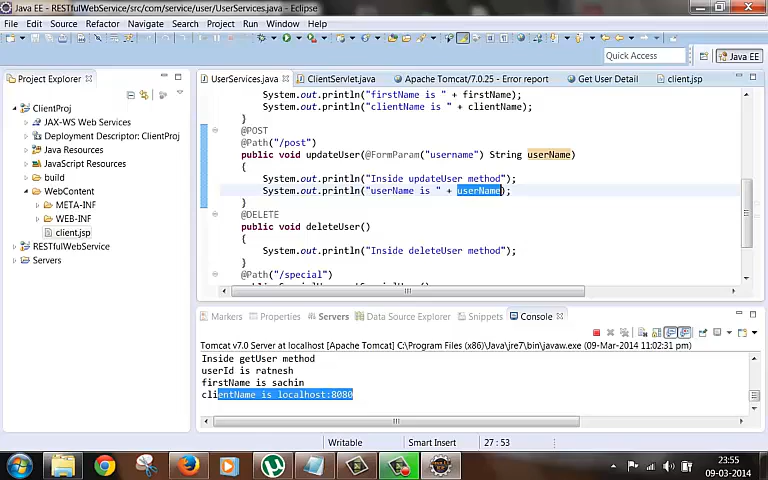 Java EE - RESTfulWebService/src/com/service/user/UserServices.java - Eclipse
File Edit Source Refactor Navigate Search Project Run Window Help
Quick Access
Java EE
Project Explorer
UserServices.java
ClientServlet.java
Apache Tomcat/7.0.25 - Error report
Get User Detail
client.jsp
ClientProj
JAX-WS Web Services
Deployment Descriptor: ClientProj
Java Resources
JavaScript Resources
build
WebContent
META-INF
WEB-INF
client.jsp
RESTfulWebService
Servers
System.out.println("firstName is " + firstName);
System.out.println("clientName is " + clientName);
}
@POST
@Path("/post")
public void updateUser(@FormParam("username") String userName)
{
System.out.println("Inside updateUser method");
System.out.println("userName is " + userName);
}
@DELETE
public void deleteUser()
{
System.out.println("Inside deleteUser method");
}
@Path("/special")
Markers
Properties
Servers
Data Source Explorer
Snippets
Console
Tomcat v7.0 Server at localhost [Apache Tomcat] C:\Program Files (x86)\Java\jre7\bin\javaw.exe (09-Mar-2014 11:02:31 pm)
Inside getUser method
userId is ratnesh
firstName is sachin
clientName is localhost:8080
Writable
Smart Insert
27 : 53
23:55
09-03-2014